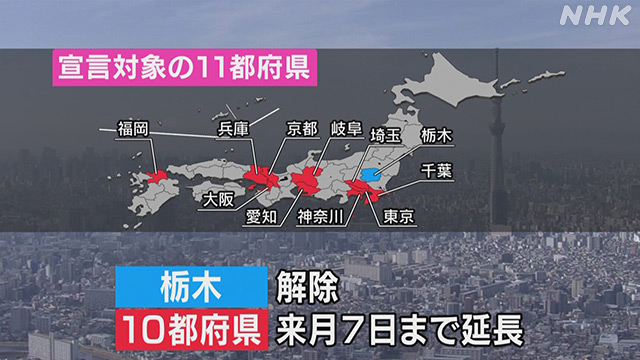 NHK
宣言対象の11都府県
福岡
兵庫
京都
岐阜
埼玉
栃木
千葉
大阪
愛知
神奈川
東京
栃木 解除
10都府県 来月7日まで延長